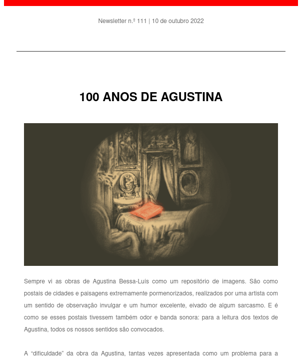 Newsletter n.º 111 | 10 de outubro 2022
100 ANOS DE AGUSTINA
Sempre vi as obras de Agustina Bessa-Luís como um repositório de imagens. São como
postais de cidades e paisagens extremamente pormenorizados, realizados por uma artista com
um sentido de observação invulgar e um humor excelente, eivado de algum sarcasmo. E é
como se esses postais tivessem também odor e banda sonora: para a leitura dos textos de
Agustina, todos os nossos sentidos são convocados.
A “dificuldade” da obra da Agustina, tantas vezes apresentada como um problema para a